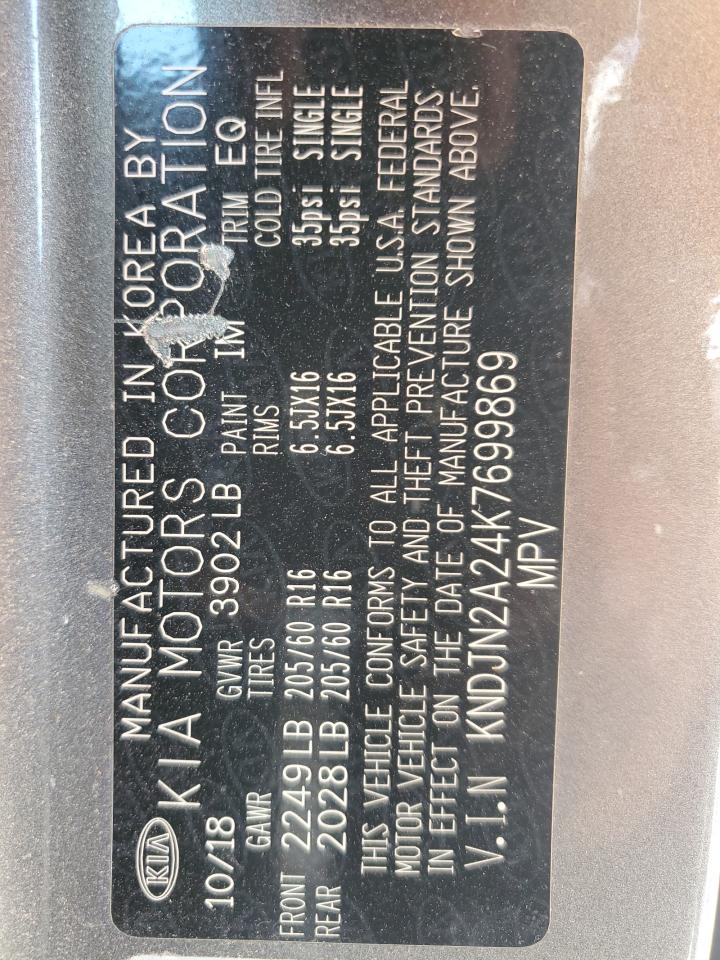 KIA
MANUFACTURED IN KOREA BY
KIA MOTORS CORPORATION
10/18 GVWR 3902LB PAINT IM TRIM EQ
GAWR TIRES RIMS COLD TIRE INFL
FRONT 2249LB 205/60 R16 6.5JX16 35psi SINGLE
REAR 2028LB 205/60 R16 6.5JX16 35psi SINGLE
THIS VEHICLE CONFORMS TO ALL APPLICABLE U.S.A. FEDERAL
MOTOR VEHICLE SAFETY AND THEFT PREVENTION STANDARDS
IN EFFECT ON THE DATE OF MANUFACTURE SHOWN ABOVE.
V.I.N KNDJN2A24K7699869
MPV